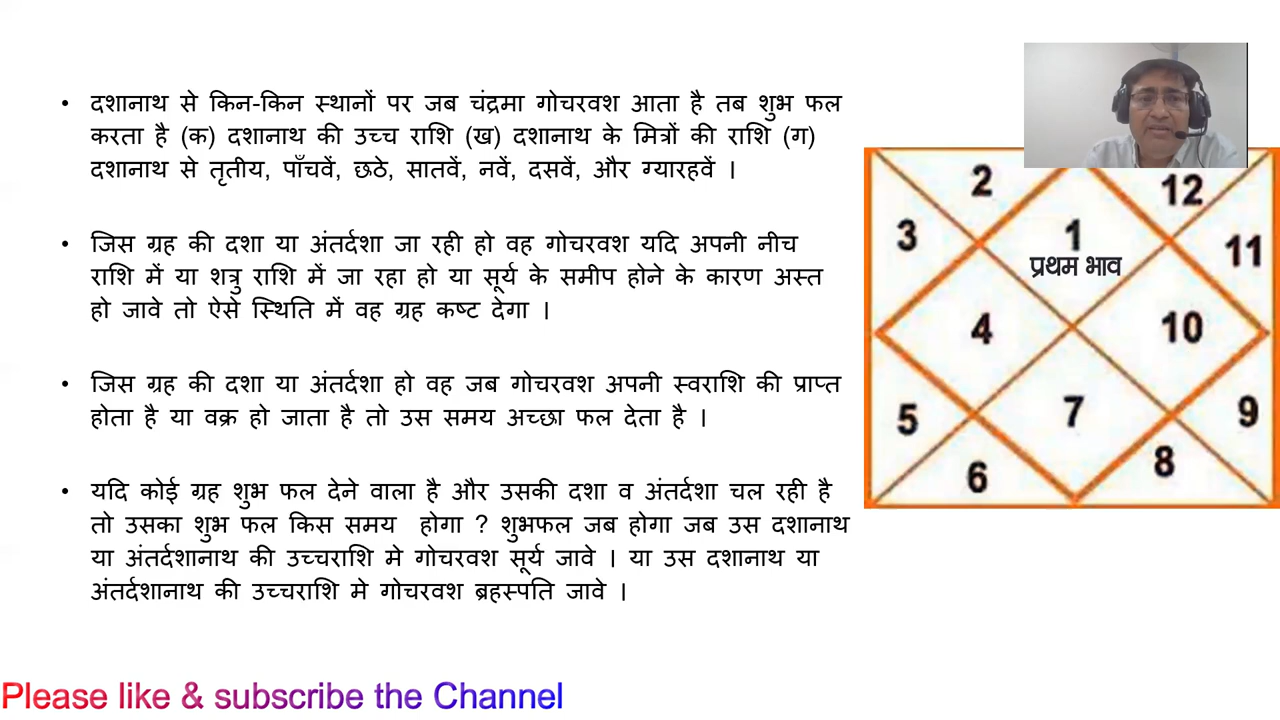 • दशानाथ से किन-किन स्थानों पर जब चंद्रमा गोचरवश आता है तब शुभ फल
करता है (क) दशानाथ की उच्च राशि (ख) दशानाथ के मित्रों की राशि (ग)
दशानाथ से तृतीय, पाँचवें, छठे, सातवें, नवें, दसवें, और ग्यारहवें ।
• जिस ग्रह की दशा या अंतर्दशा जा रही हो वह गोचरवश यदि अपनी नीच
राशि में या शत्रु राशि में जा रहा हो या सूर्य के समीप होने के कारण अस्त
हो जावे तो ऐसे स्थिति में वह ग्रह कष्ट देगा ।
• जिस ग्रह की दशा या अंतर्दशा हो वह जब गोचरवश अपनी स्वराशि की प्राप्त
होता है या वक्र हो जाता है तो उस समय अच्छा फल देता है ।
• यदि कोई ग्रह शुभ फल देने वाला है और उसकी दशा व अंतर्दशा चल रही है
तो उसका शुभ फल किस समय होगा ? शुभफल जब होगा जब उस दशानाथ
या अंतर्दशानाथ की उच्चराशि मे गोचरवश सूर्य जावे । या उस दशानाथ या
अंतर्दशानाथ की उच्चराशि मे गोचरवश ब्रहस्पति जावे ।
2
12
3
1
11
प्रथम भाव
4
10
5
7
9
6
8
Please like & subscribe the Channel